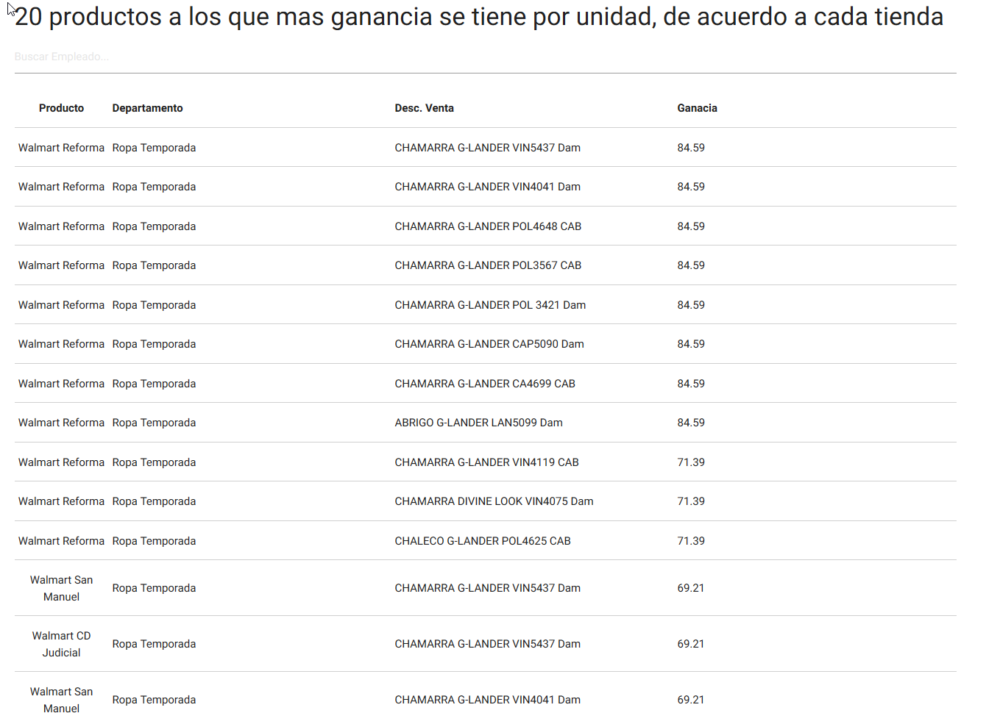 20 productos a los que mas ganancia se tiene por unidad, de acuerdo a cada tienda
Buscar Empleado...
Producto Departamento Desc. Venta Ganacia
Walmart Reforma Ropa Temporada CHAMARRA G-LANDER VIN5437 Dam 84.59
Walmart Reforma Ropa Temporada CHAMARRA G-LANDER VIN4041 Dam 84.59
Walmart Reforma Ropa Temporada CHAMARRA G-LANDER POL4648 CAB 84.59
Walmart Reforma Ropa Temporada CHAMARRA G-LANDER POL3567 CAB 84.59
Walmart Reforma Ropa Temporada CHAMARRA G-LANDER POL 3421 Dam 84.59
Walmart Reforma Ropa Temporada CHAMARRA G-LANDER CAP5090 Dam 84.59
Walmart Reforma Ropa Temporada CHAMARRA G-LANDER CA4699 CAB 84.59
Walmart Reforma Ropa Temporada ABRIGO G-LANDER LAN5099 Dam 84.59
Walmart Reforma Ropa Temporada CHAMARRA G-LANDER VIN4119 CAB 71.39
Walmart Reforma Ropa Temporada CHAMARRA DIVINE LOOK VIN4075 Dam 71.39
Walmart Reforma Ropa Temporada CHALECO G-LANDER POL4625 CAB 71.39
Walmart San
Manuel Ropa Temporada CHAMARRA G-LANDER VIN5437 Dam 69.21
Walmart CD
Judicial Ropa Temporada CHAMARRA G-LANDER VIN5437 Dam 69.21
Walmart San
Manuel Ropa Temporada CHAMARRA G-LANDER VIN4041 Dam 69.21